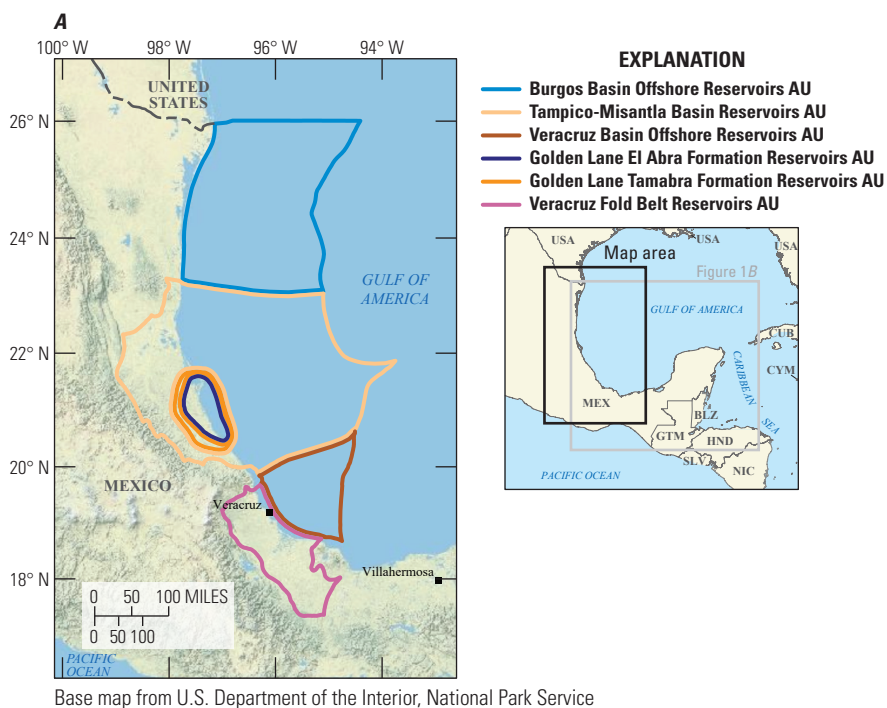 A
100° W
98° W
96° W
94° W
26° N
24° N
22° N
20° N
18° N
UNITED
STATES
GULF OF
AMERICA
MEXICO
Veracruz
Villahermosa
0 50 100 MILES
0 50 100
PACIFIC
OCEAN
EXPLANATION
Burgos Basin Offshore Reservoirs AU
Tampico-Misantla Basin Reservoirs AU
Veracruz Basin Offshore Reservoirs AU
Golden Lane El Abra Formation Reservoirs AU
Golden Lane Tamabra Formation Reservoirs AU
Veracruz Fold Belt Reservoirs AU
USA
USA
USA
Map area
Figure 1B
GULF OF AMERICA
CUB
CYM
CARIBBEAN
SEA
MEX
BLZ
GTM
HND
SLV
NIC
PACIFIC OCEAN
Base map from U.S. Department of the Interior, National Park Service